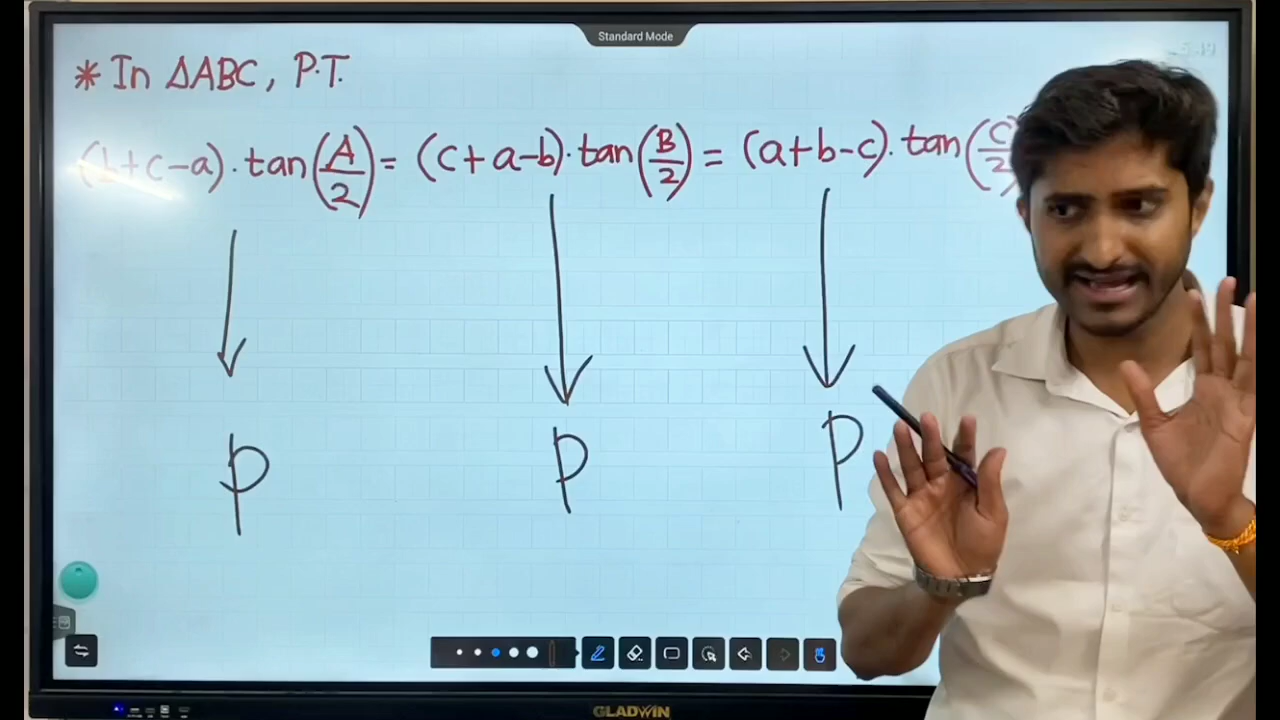 Standard Mode
* In ΔABC, P.T.
(b+c-a)·tan(A/2) = (c+a-b)·tan(B/2) = (a+b-c)·tan(C/2)
p p p
GLADWIN